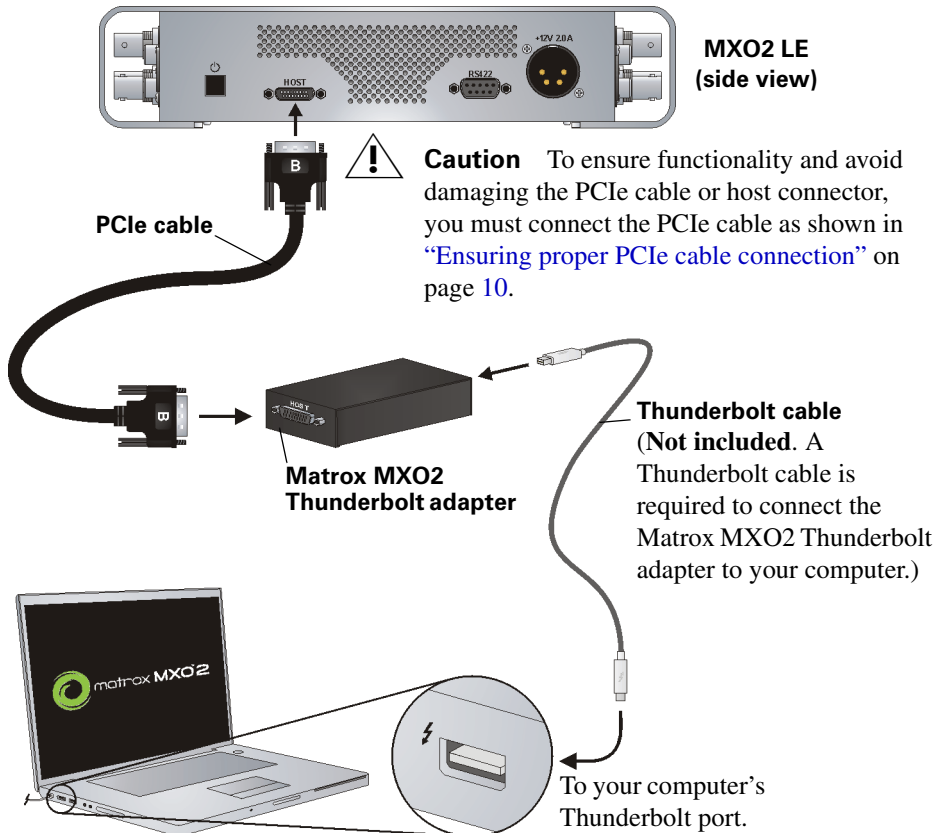 +12V 2.0A
HOST
RS422
MXO2 LE
(side view)
B
Caution To ensure functionality and avoid
damaging the PCIe cable or host connector,
you must connect the PCIe cable as shown in
“Ensuring proper PCIe cable connection” on
page 10.
PCIe cable
B
HOST
Matrox MXO2
Thunderbolt adapter
Thunderbolt cable
(Not included. A
Thunderbolt cable is
required to connect the
Matrox MXO2 Thunderbolt
adapter to your computer.)
matrox MXO2
To your computer’s
Thunderbolt port.